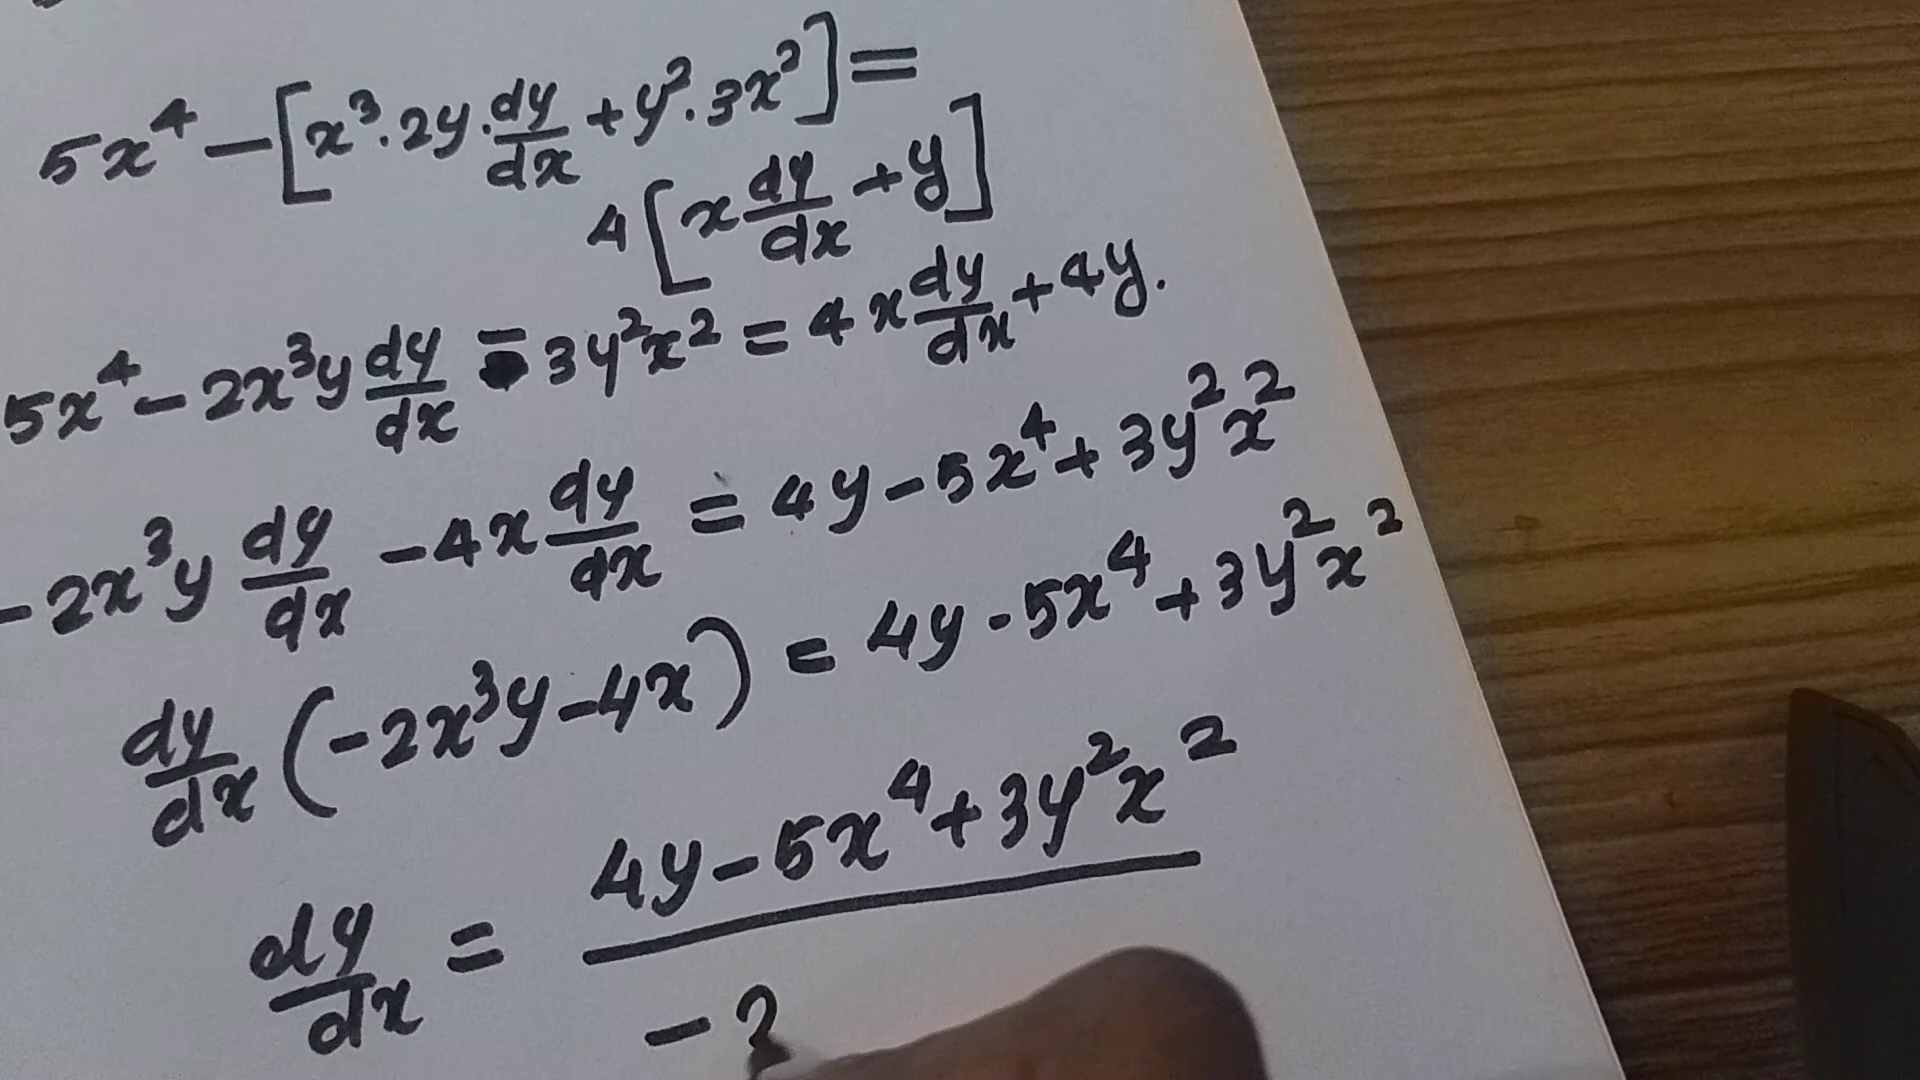 5x⁴ - [x³·2y·dy/dx + y²·3x²] =
4[x dy/dx + y]
5x⁴ - 2x³y dy/dx - 3y²x² = 4x dy/dx + 4y.
-2x³y dy/dx - 4x dy/dx = 4y - 5x⁴ + 3y²x²
dy/dx (-2x³y - 4x) = 4y - 5x⁴ + 3y²x²
dy/dx = 4y - 5x⁴ + 3y²x² / -2